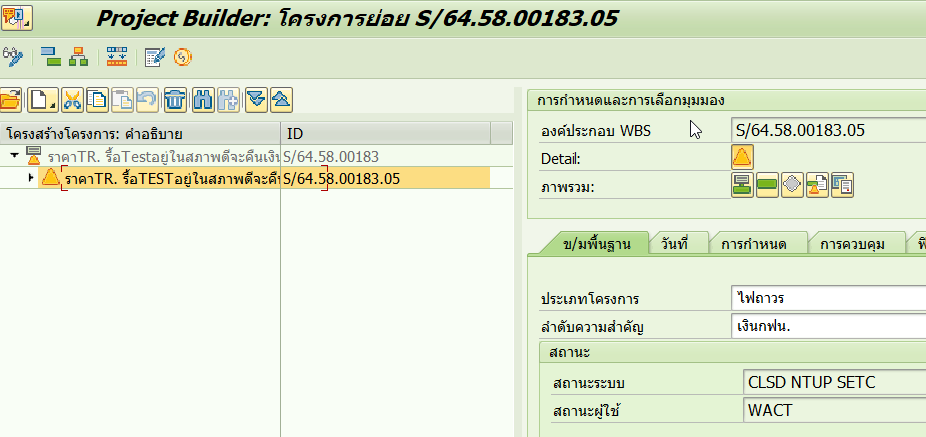 Project Builder: โครงการย่อย S/64.58.00183.05
โครงสร้างโครงการ: คำอธิบาย ID
ราคาTR. รื้อTestอยู่ในสภาพดีจะคืนเงิน S/64.58.00183
ราคาTR. รื้อTESTอยู่ในสภาพดีจะคื S/64.58.00183.05
การกำหนดและการเลือกมุมมอง
องค์ประกอบ WBS S/64.58.00183.05
Detail:
ภาพรวม:
ข/มพื้นฐาน วันที่ การกำหนด การควบคุม
ประเภทโครงการ ไฟถาวร
ลำดับความสำคัญ เงินกฟน.
สถานะ
สถานะระบบ CLSD NTUP SETC
สถานะผู้ใช้ WACT